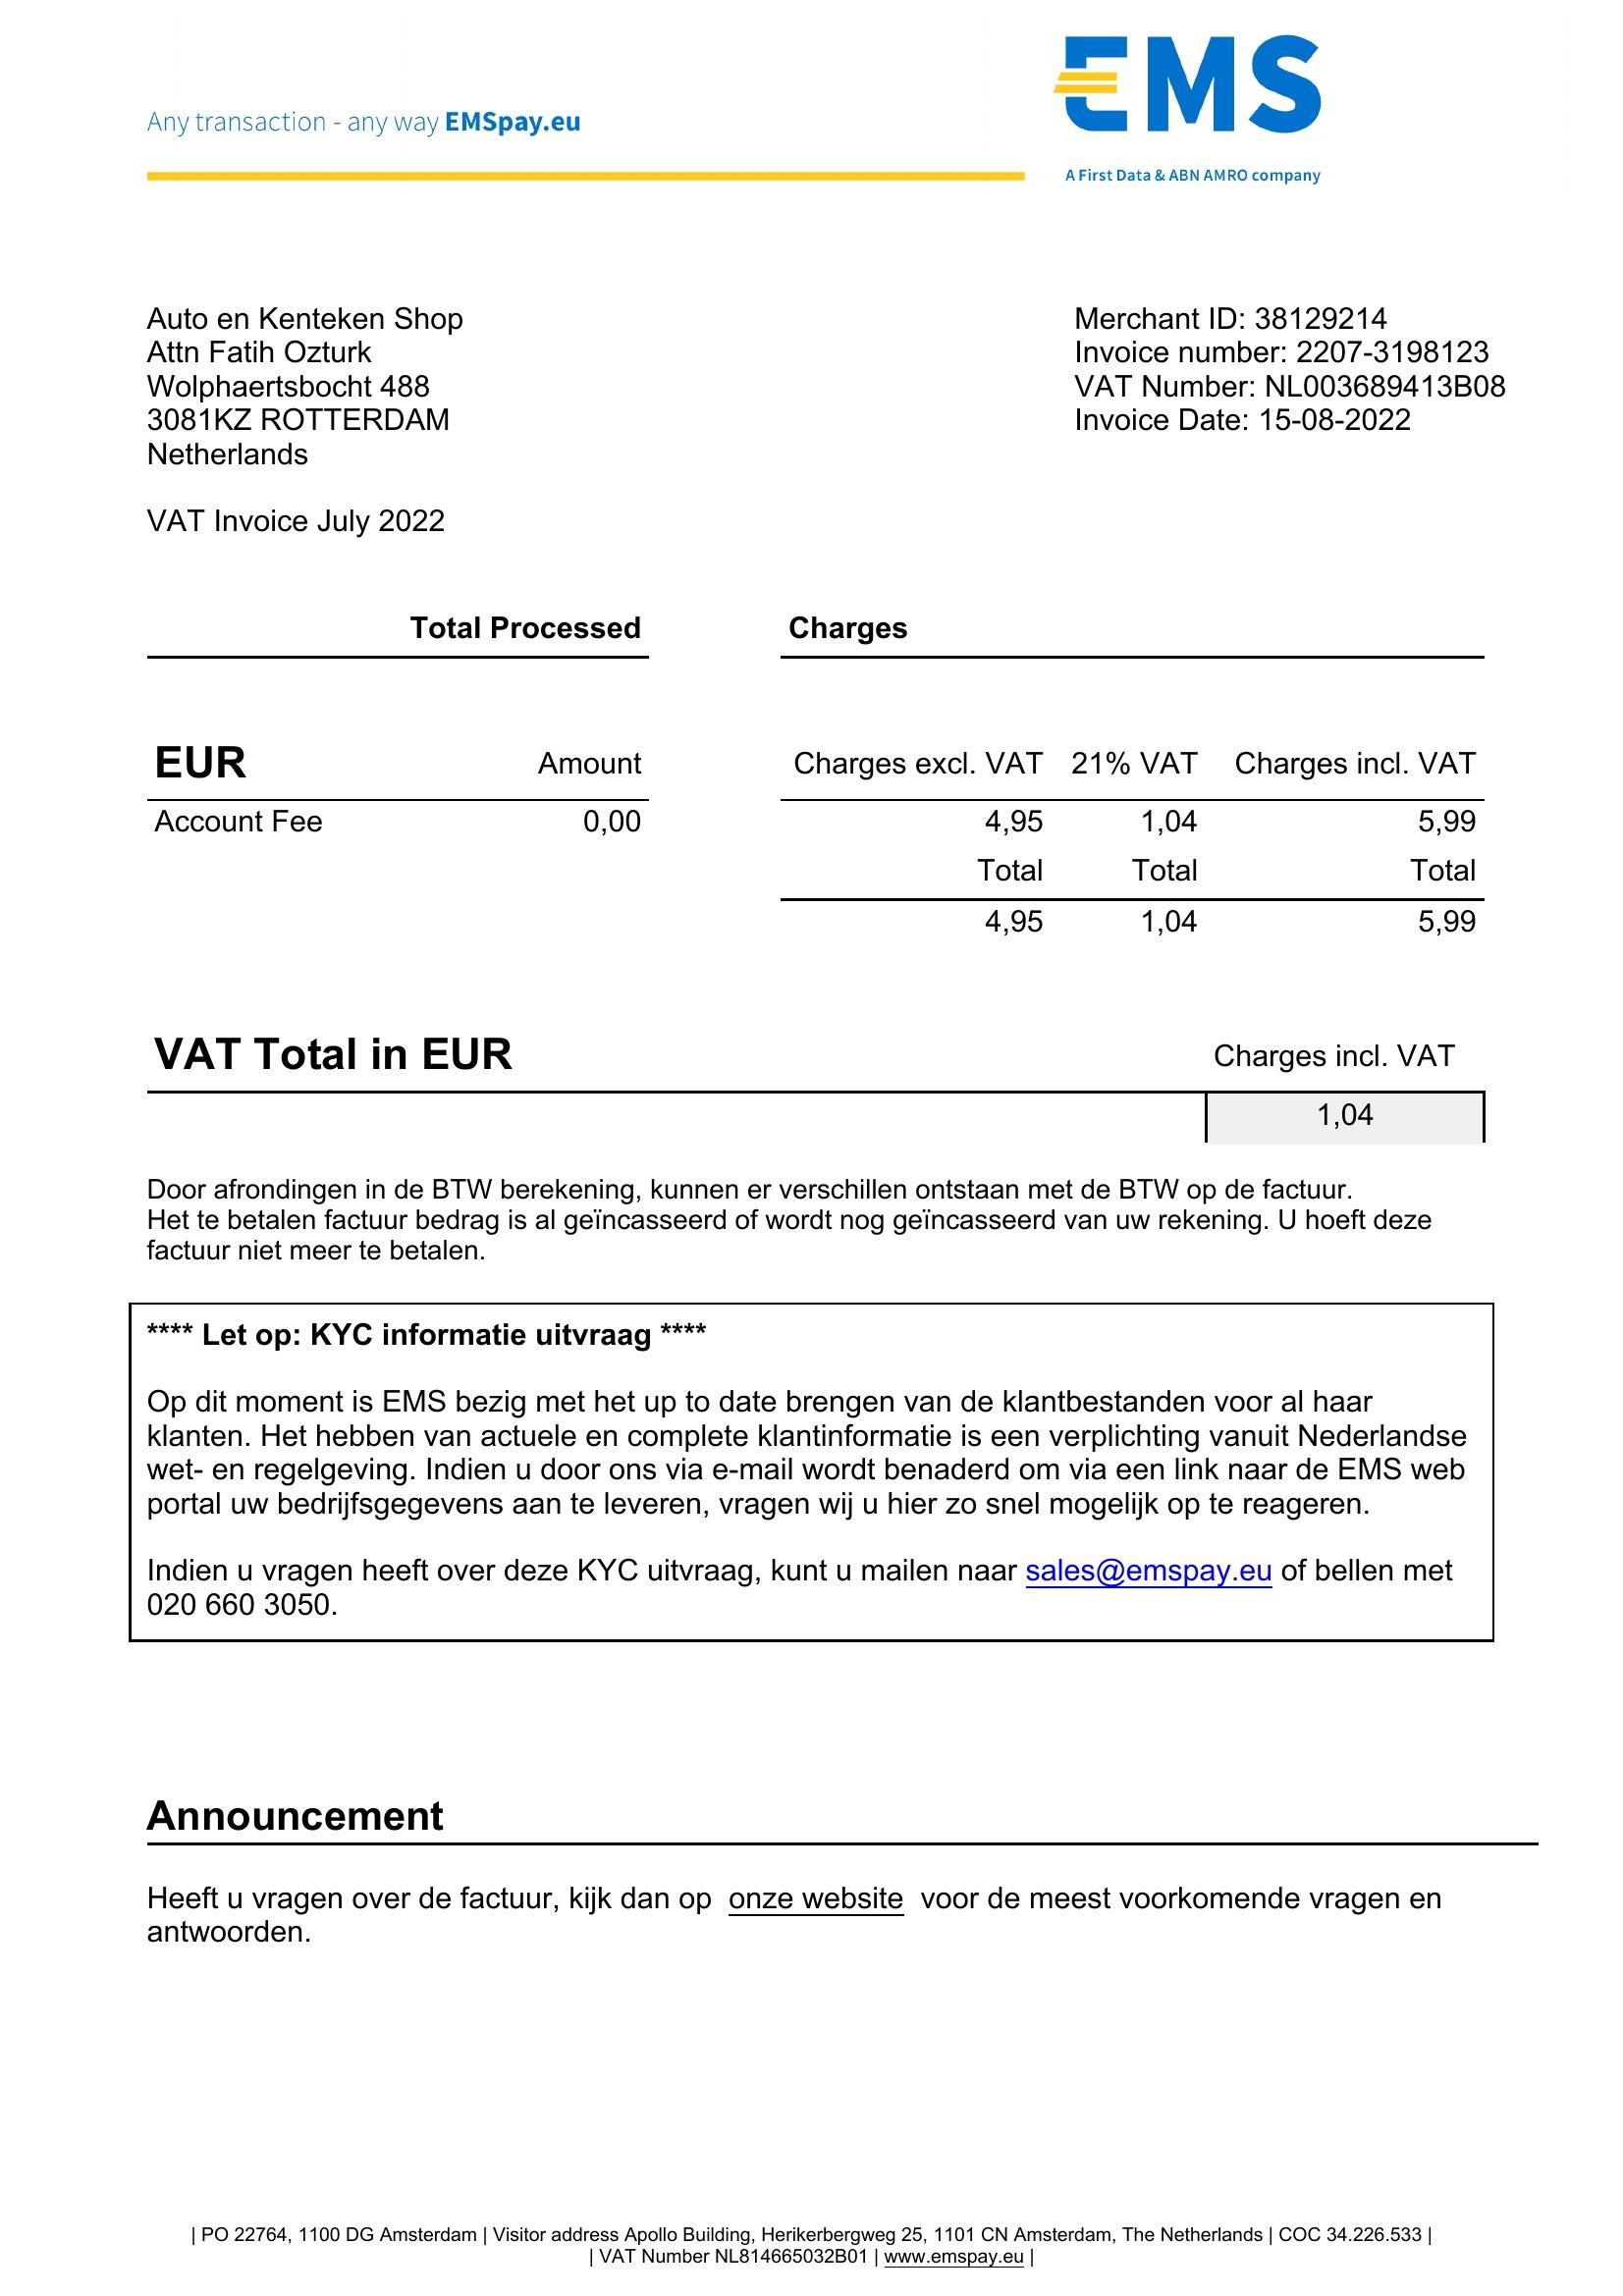 Any transaction - any way EMSpay.eu
EMS
A First Data & ABN AMRO company
Auto en Kenteken Shop
Attn Fatih Ozturk
Wolphaertsbocht 488
3081KZ ROTTERDAM
Netherlands
Merchant ID: 38129214
Invoice number: 2207-3198123
VAT Number: NL003689413B08
Invoice Date: 15-08-2022
VAT Invoice July 2022
Total Processed Charges
EUR Amount Charges excl. VAT 21% VAT Charges incl. VAT
Account Fee 0,00 4,95 1,04 5,99
Total Total Total
4,95 1,04 5,99
VAT Total in EUR Charges incl. VAT
1,04
Door afrondingen in de BTW berekening, kunnen er verschillen ontstaan met de BTW op de factuur.
Het te betalen factuur bedrag is al geïncasseerd of wordt nog geïncasseerd van uw rekening. U hoeft deze
factuur niet meer te betalen.
**** Let op: KYC informatie uitvraag ****
Op dit moment is EMS bezig met het up to date brengen van de klantbestanden voor al haar
klanten. Het hebben van actuele en complete klantinformatie is een verplichting vanuit Nederlandse
wet- en regelgeving. Indien u door ons via e-mail wordt benaderd om via een link naar de EMS web
portal uw bedrijfsgegevens aan te leveren, vragen wij u hier zo snel mogelijk op te reageren.
Indien u vragen heeft over deze KYC uitvraag, kunt u mailen naar sales@emspay.eu of bellen met
020 660 3050.
Announcement
Heeft u vragen over de factuur, kijk dan op onze website voor de meest voorkomende vragen en
antwoorden.
| PO 22764, 1100 DG Amsterdam | Visitor address Apollo Building, Herikerbergweg 25, 1101 CN Amsterdam, The Netherlands | COC 34.226.533 |
| VAT Number NL814665032B01 | www.emspay.eu |